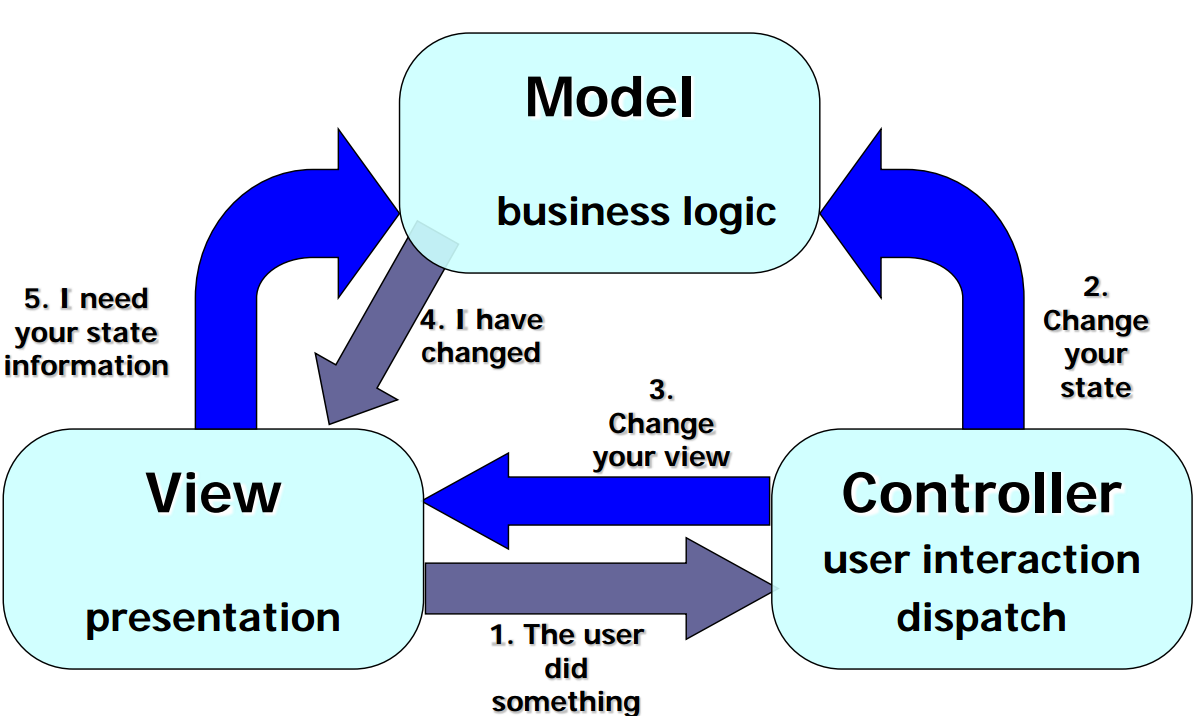 Model
business logic
5. I need
your state
information
4. I have
changed
2.
Change
your
state
3.
Change
your view
View
presentation
Controller
user interaction
dispatch
1. The user
did
something